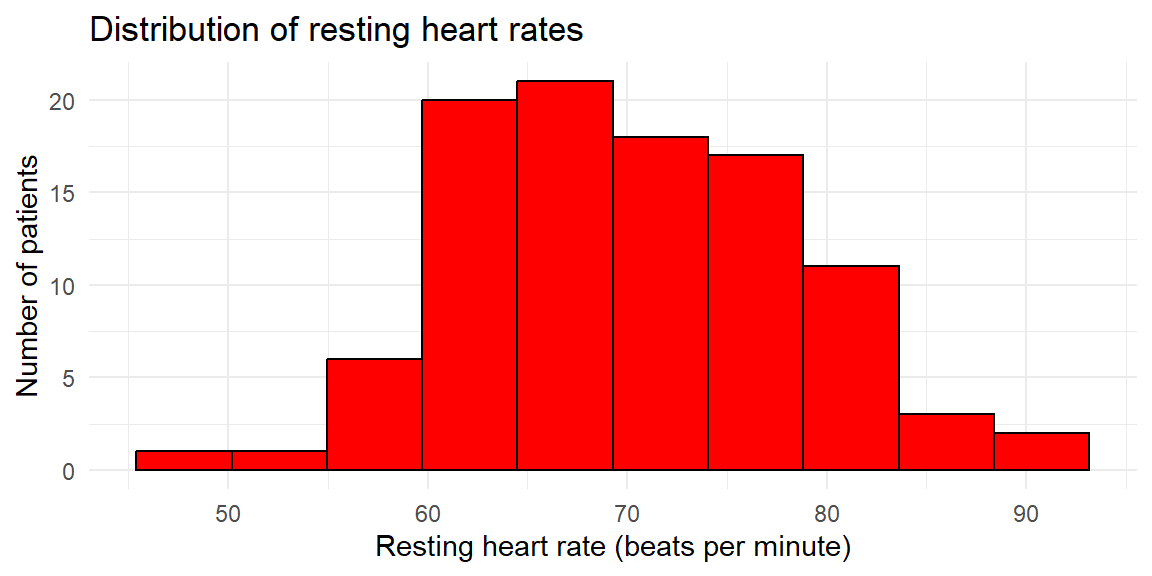 Distribution of resting heart rates
Number of patients
20
15
10
5
0
50 60 70 80 90
Resting heart rate (beats per minute)